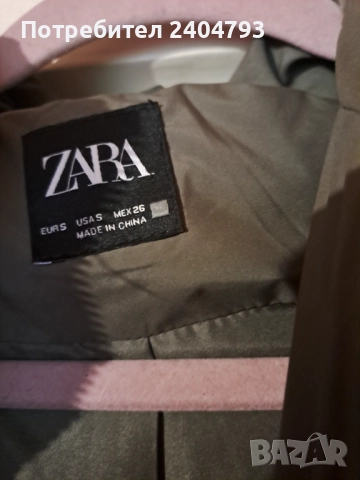 Потребител 2404793
ZARA
EUR S USA S MEX 26
MADE IN CHINA
BAZAR